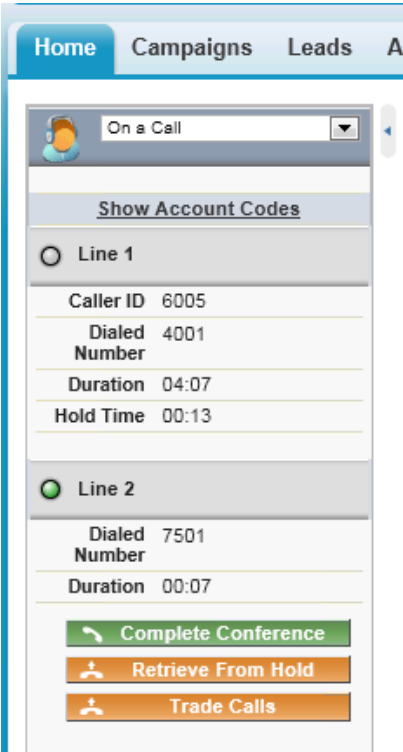 Home Campaigns Leads A
On a Call
Show Account Codes
Line 1
Caller ID 6005
Dialed 4001
Number
Duration 04:07
Hold Time 00:13
Line 2
Dialed 7501
Number
Duration 00:07
Complete Conference
Retrieve From Hold
Trade Calls